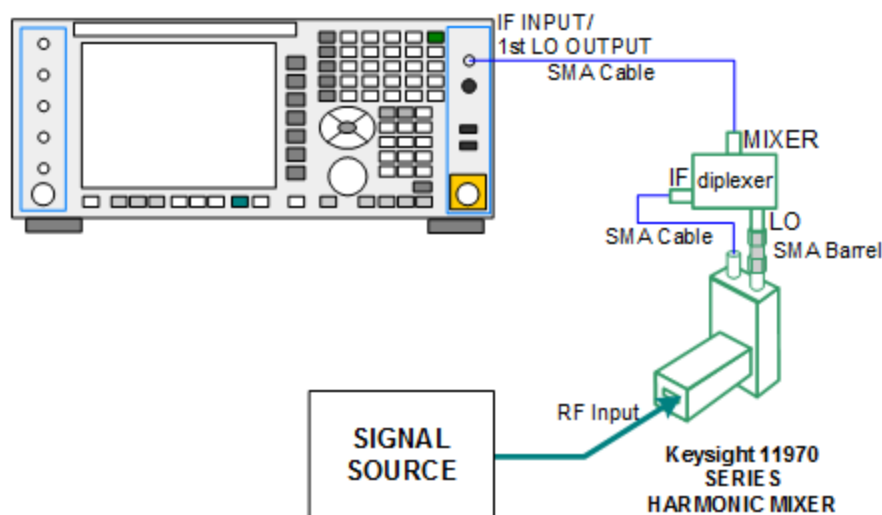 IF INPUT/
1st LO OUTPUT
SMA Cable
MIXER
IF
diplexer
LO
SMA Cable
SMA Barrel
RF Input
SIGNAL
SOURCE
Keysight 11970
SERIES
HARMONIC MIXER